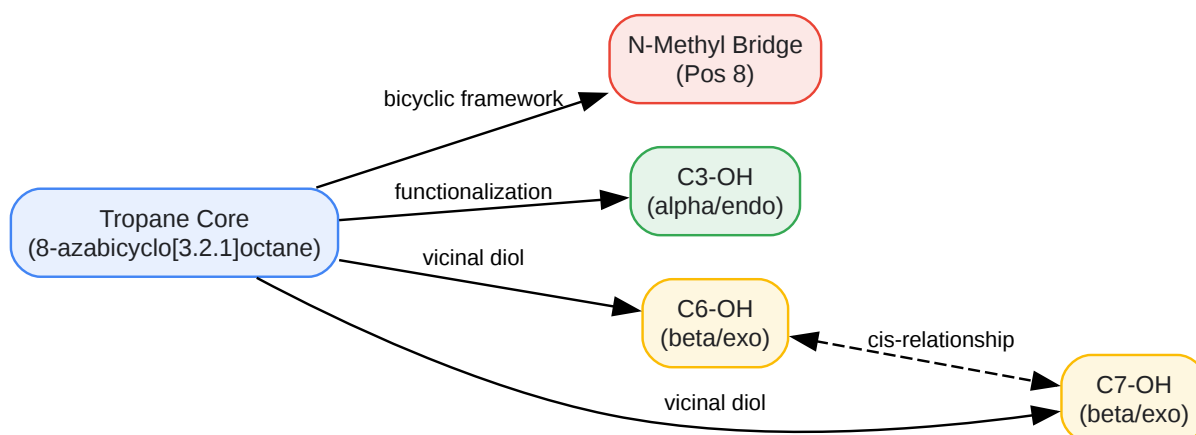 N-Methyl Bridge
(Pos 8)
bicyclic framework
C3-OH
(alpha/endo)
functionalization
Tropane Core
(8-azabicyclo[3.2.1]octane)
vicinal diol
C6-OH
(beta/exo)
cis-relationship
C7-OH
(beta/exo)
vicinal diol